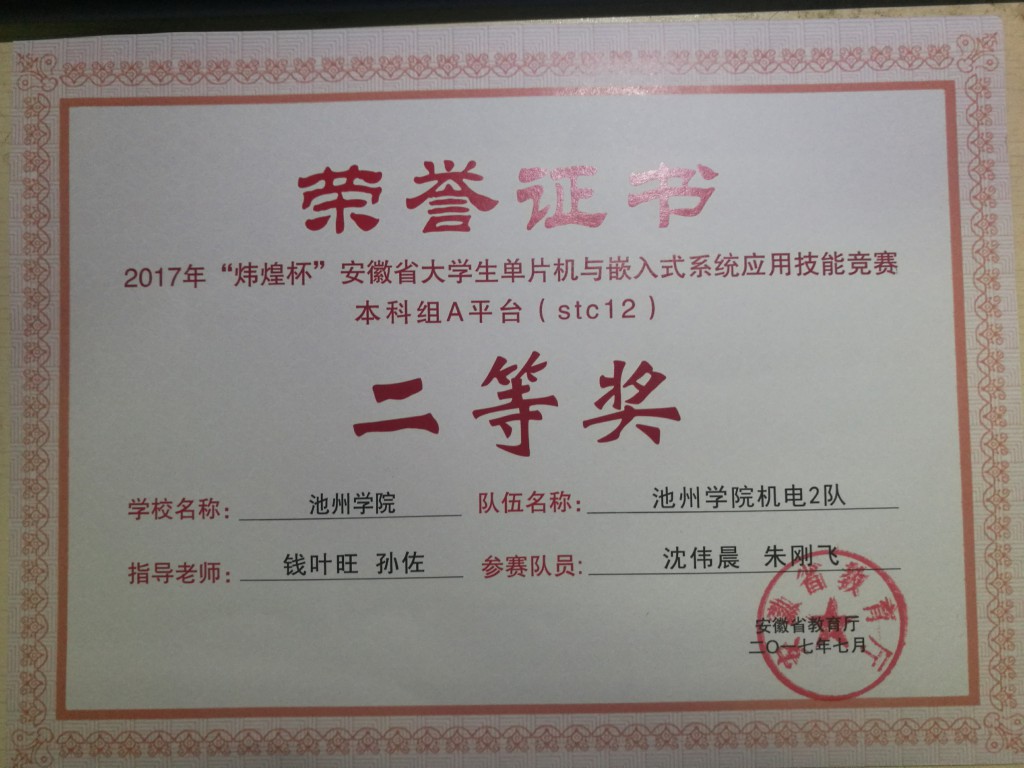 荣誉证书
2017年“炜煌杯”安徽省大学生单片机与嵌入式系统应用技能竞赛
本科组A平台（stc12）
二等奖
学校名称： 池州学院 队伍名称： 池州学院机电2队
指导老师： 钱叶旺 孙佐 参赛队员： 沈伟晨 朱刚飞
安徽省教育厅
安徽省教育厅
二〇一七年七月